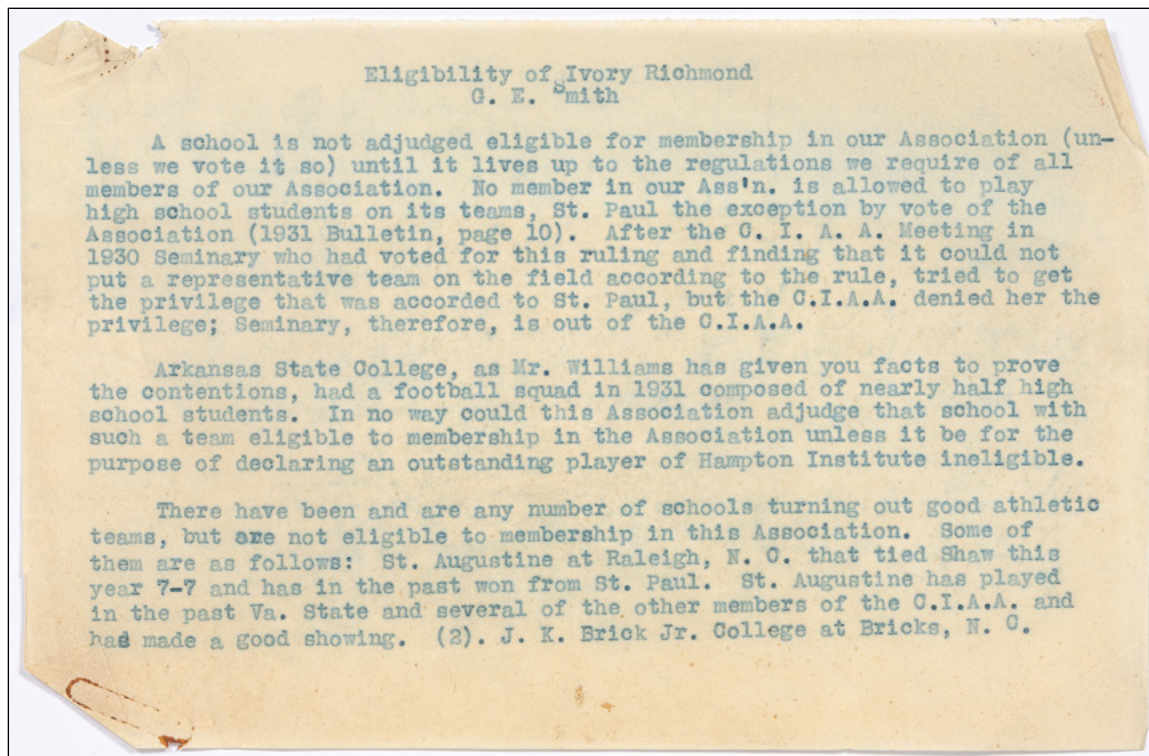 Eligibility of Ivory Richmond
G. E. Smith
A school is not adjudged eligible for membership in our Association (un-
less we vote it so) until it lives up to the regulations we require of all
members of our Association. No member in our Ass'n. is allowed to play
high school students on its teams, St. Paul the exception by vote of the
Association (1931 Bulletin, page 10). After the C. I. A. A. Meeting in
1930 Seminary who had voted for this ruling and finding that it could not
put a representative team on the field according to the rule, tried to get
the privilege that was accorded to St. Paul, but the C.I.A.A. denied her the
privilege; Seminary, therefore, is out of the C.I.A.A.
Arkansas State College, as Mr. Williams has given you facts to prove
the contentions, had a football squad in 1931 composed of nearly half high
school students. In no way could this Association adjudge that school with
such a team eligible to membership in the Association unless it be for the
purpose of declaring an outstanding player of Hampton Institute ineligible.
There have been and are any number of schools turning out good athletic
teams, but are not eligible to membership in this Association. Some of
them are as follows: St. Augustine at Raleigh, N. C. that tied Shaw this
year 7-7 and has in the past won from St. Paul. St. Augustine has played
in the past Va. State and several of the other members of the C.I.A.A. and
has made a good showing. (2). J. K. Brick Jr. College at Bricks, N. C.